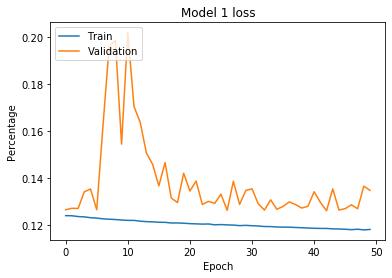 Model 1 loss
Train
Validation
Percentage
0.20
0.18
0.16
0.14
0.12
0
10
20
30
40
50
Epoch